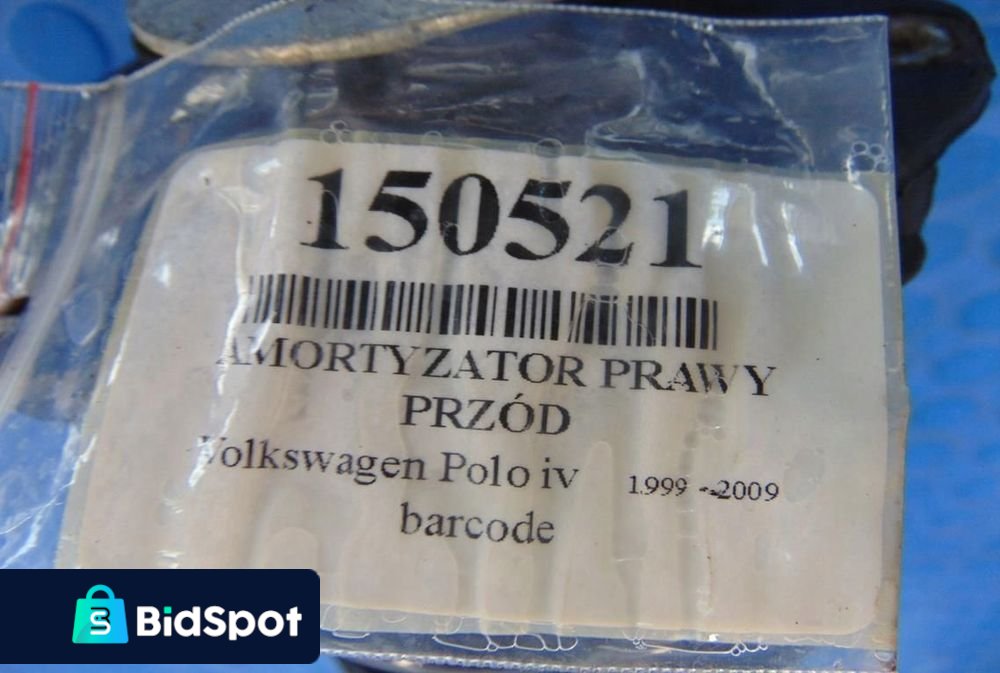 150521
AMORTYZATOR PRAWY
PRZÓD
Volkswagen Polo iv 1999 - 2009
barcode
BidSpot